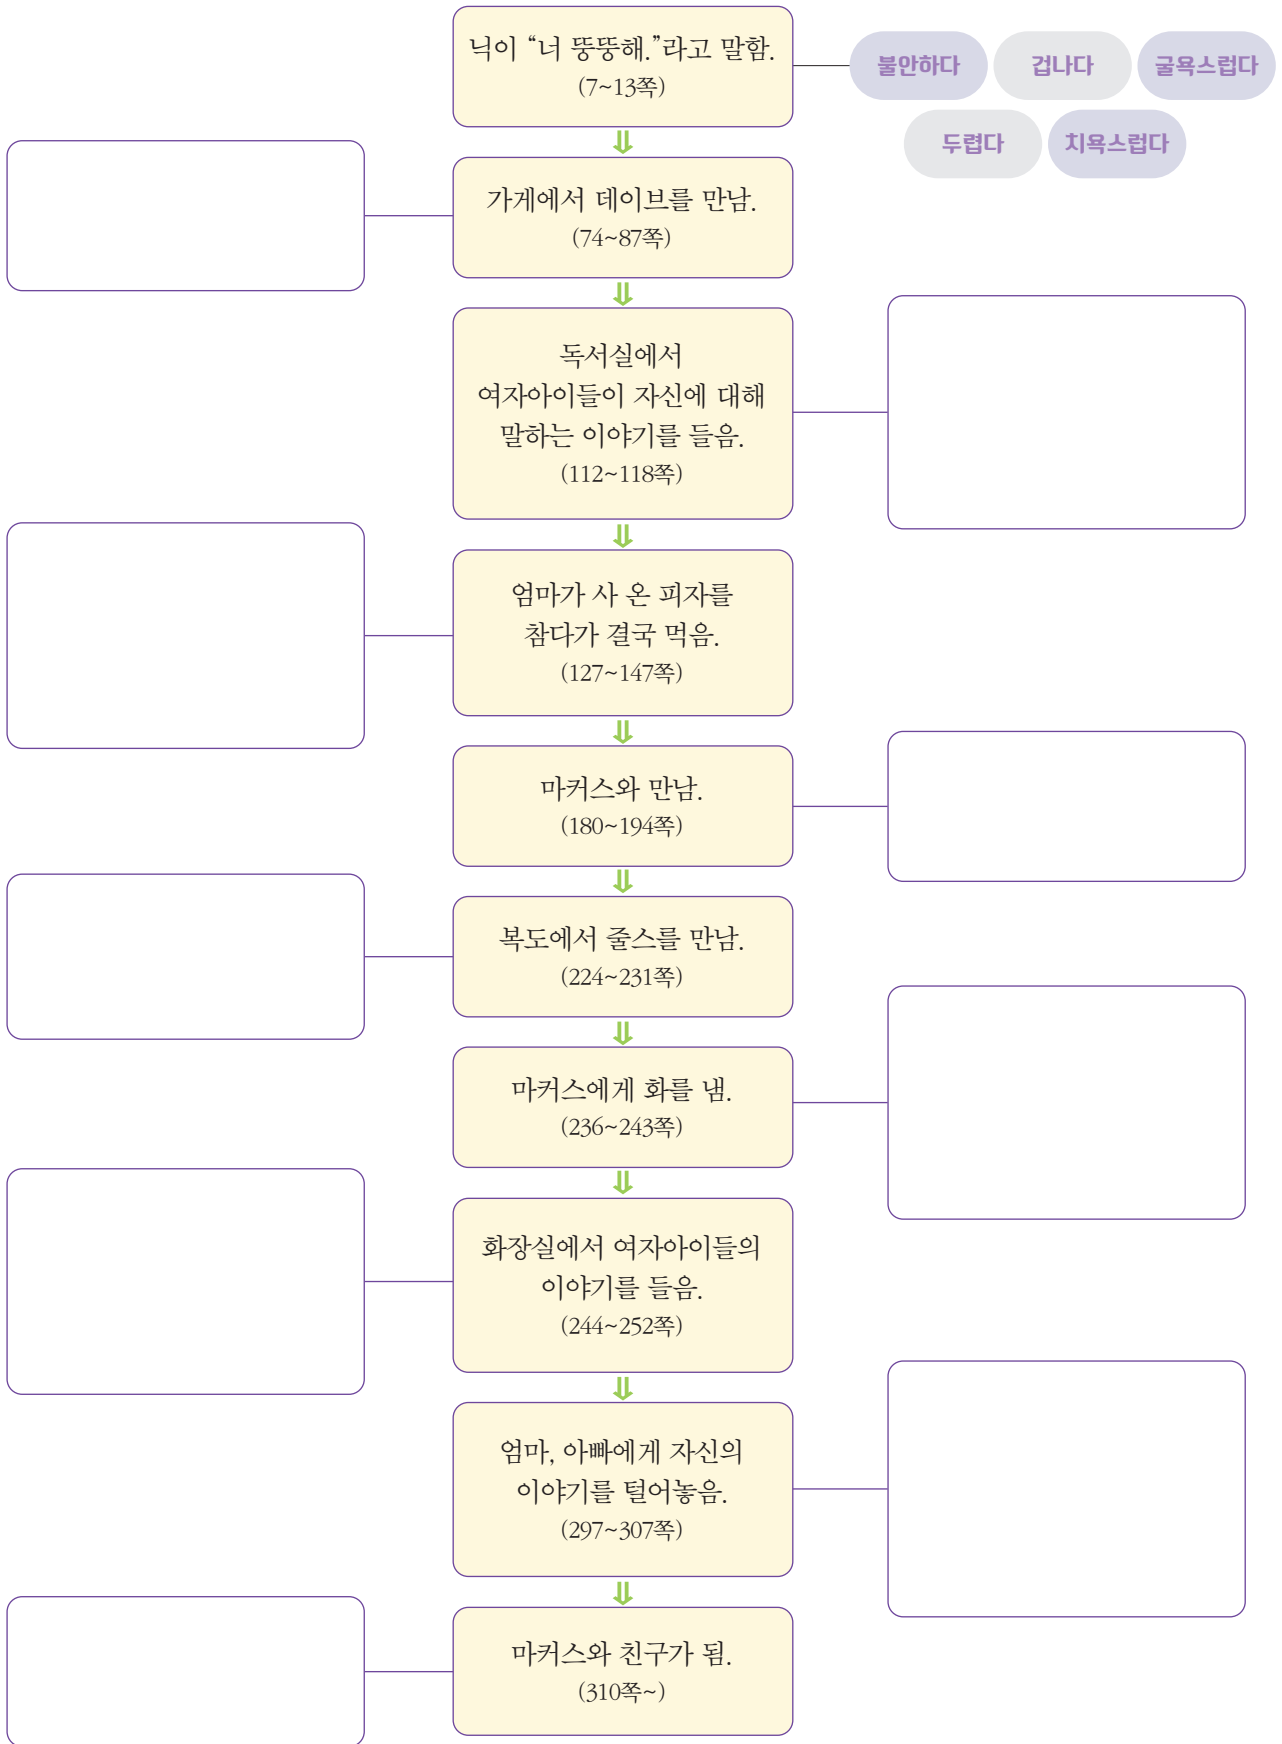 닉이 “너 뚱뚱해.”라고 말함.
(7~13쪽)
불안하다 겁나다 굴욕스럽다
두렵다 치욕스럽다
가게에서 데이브를 만남.
(74~87쪽)
독서실에서
여자아이들이 자신에 대해
말하는 이야기를 들음.
(112~118쪽)
엄마가 사 온 피자를
참다가 결국 먹음.
(127~147쪽)
마커스와 만남.
(180~194쪽)
복도에서 줄스를 만남.
(224~231쪽)
마커스에게 화를 냄.
(236~243쪽)
화장실에서 여자아이들의
이야기를 들음.
(244~252쪽)
엄마, 아빠에게 자신의
이야기를 털어놓음.
(297~307쪽)
마커스와 친구가 됨.
(310쪽~)